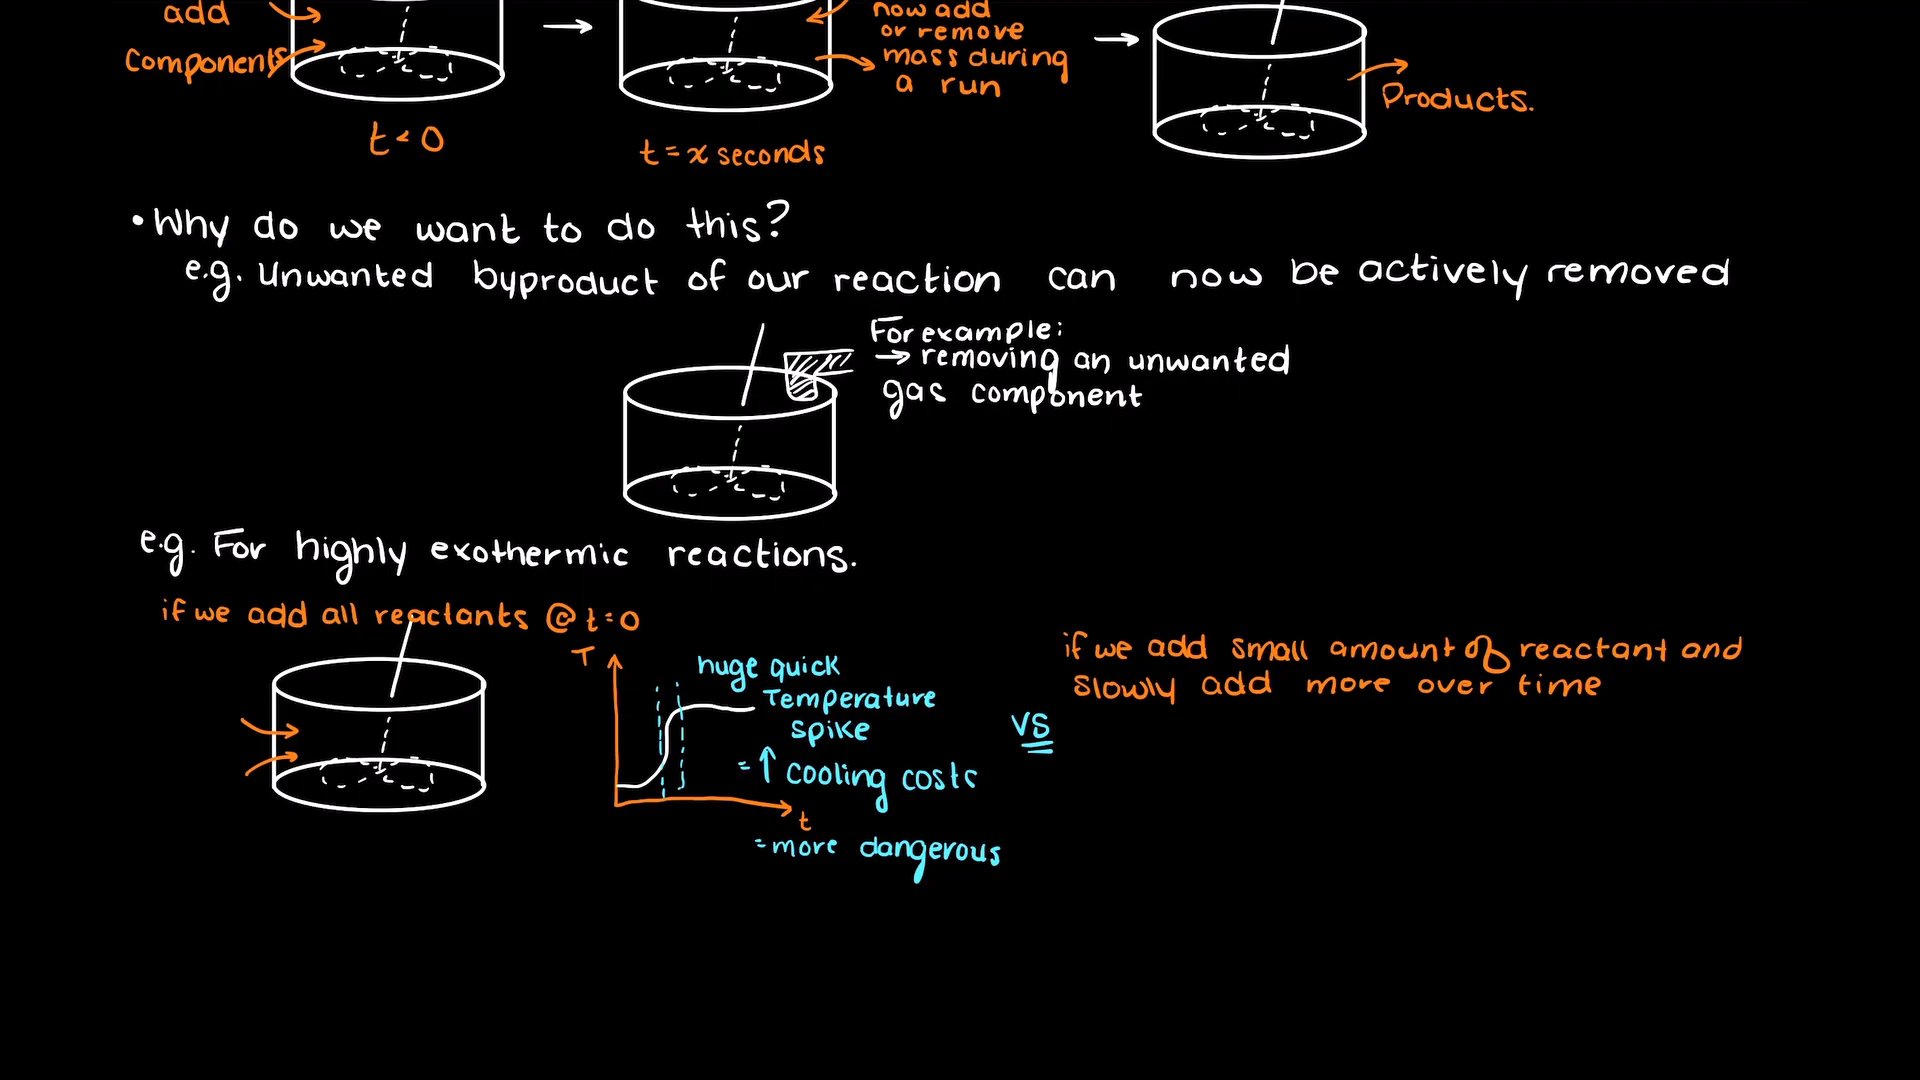 add
components
t < 0
now add
or remove
mass during
a run
t = x seconds
Products.
• Why do we want to do this?
e.g. Unwanted byproduct of our reaction can now be actively removed
For example:
→ removing an unwanted
gas component
e.g. For highly exothermic reactions.
if we add all reactants @ t=0
T
huge quick
Temperature
spike
= ↑ cooling costs
t
= more dangerous
VS
if we add small amount of reactant and
slowly add more over time